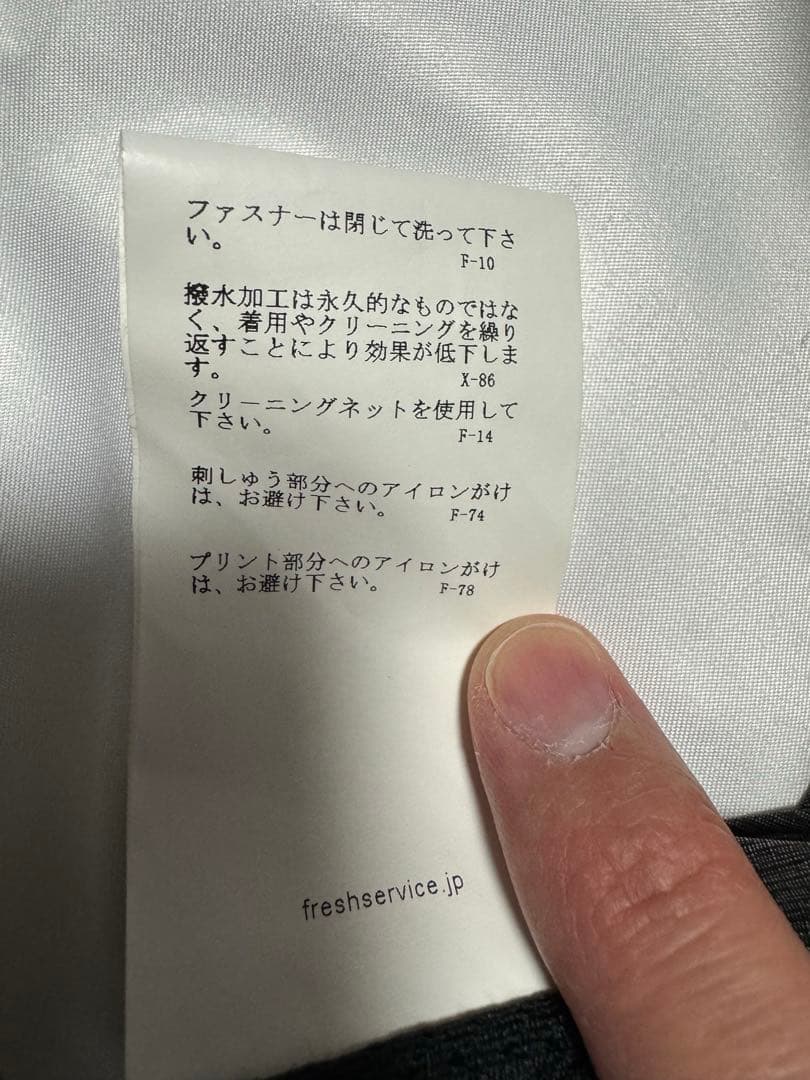 ファスナーは閉じて洗って下さ
い。
F-10
撥水加工は永久的なものではな
く、着用やクリーニングを繰り
返すことにより効果が低下しま
す。
X-86
クリーニングネットを使用して
下さい。
F-14
刺しゅう部分へのアイロンがけ
は、お避け下さい。
F-74
プリント部分へのアイロンがけ
は、お避け下さい。
F-78
freshservice.jp